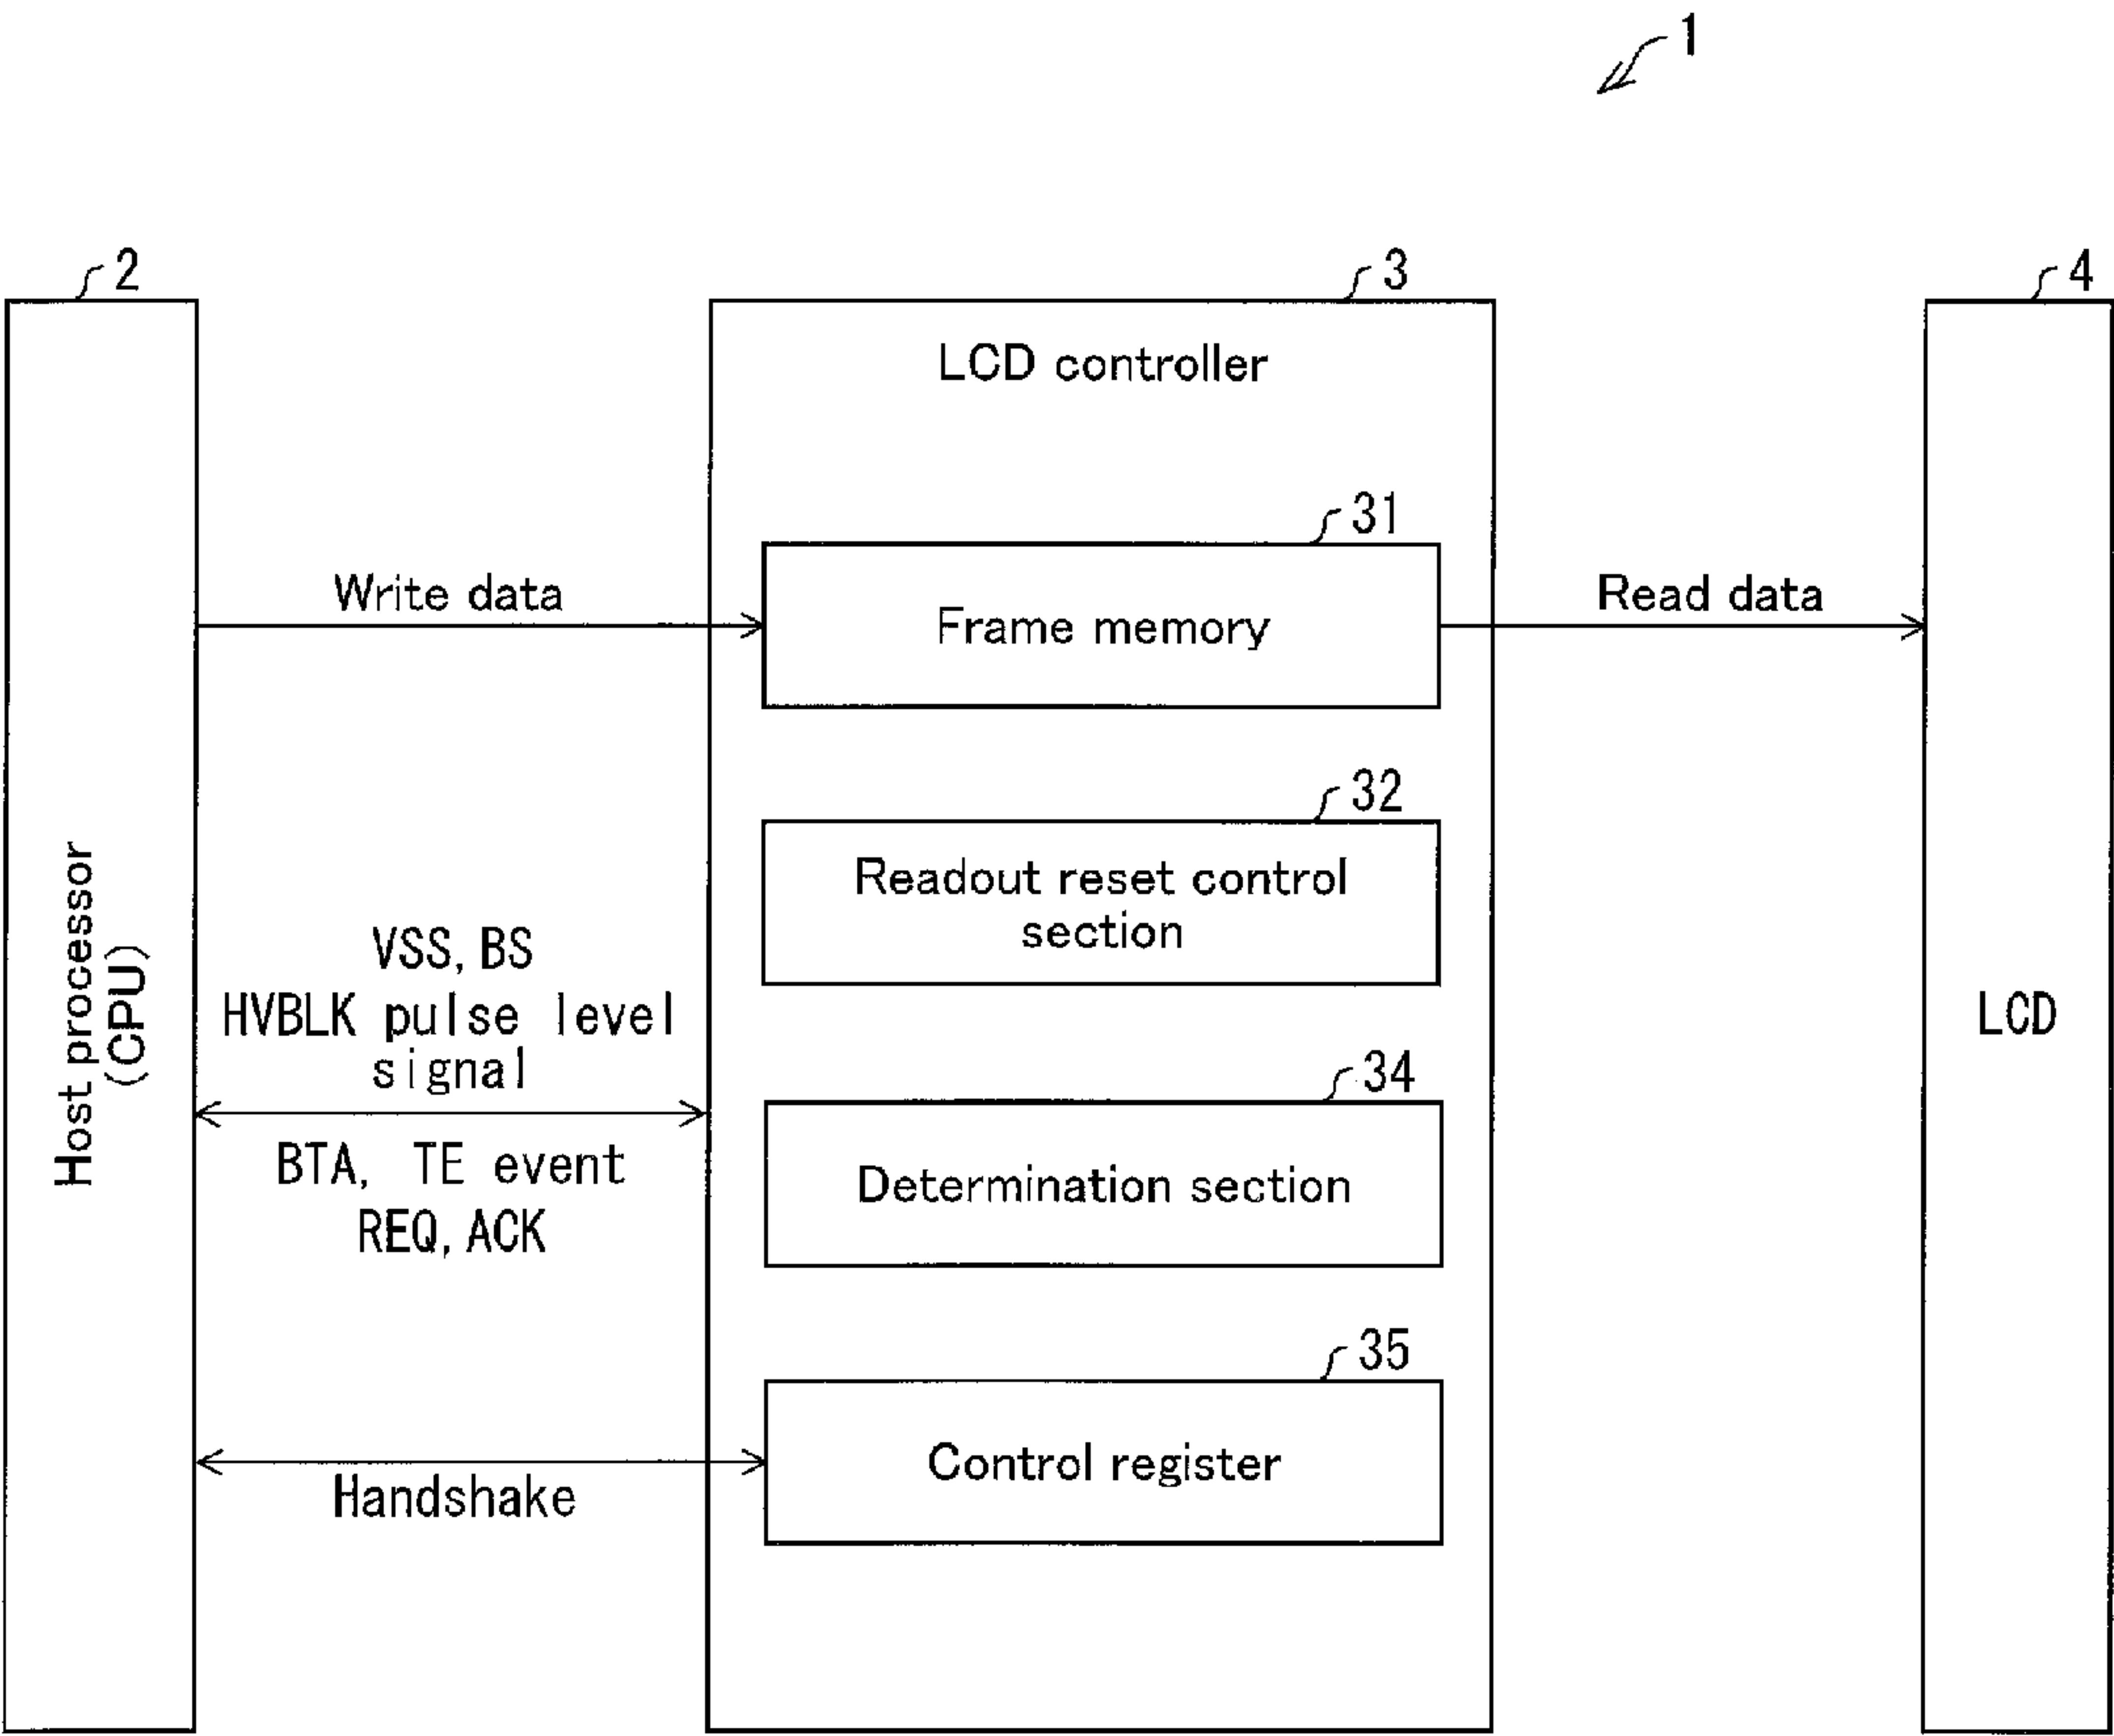 1
2
3
4
LCD controller
31
Write data
Frame memory
Read data
32
Readout reset control
section
Host processor
(CPU)
VSS, BS
HVBLK pulse level
signal
LCD
34
BTA, TE event
REQ, ACK
Determination section
35
Control register
Handshake